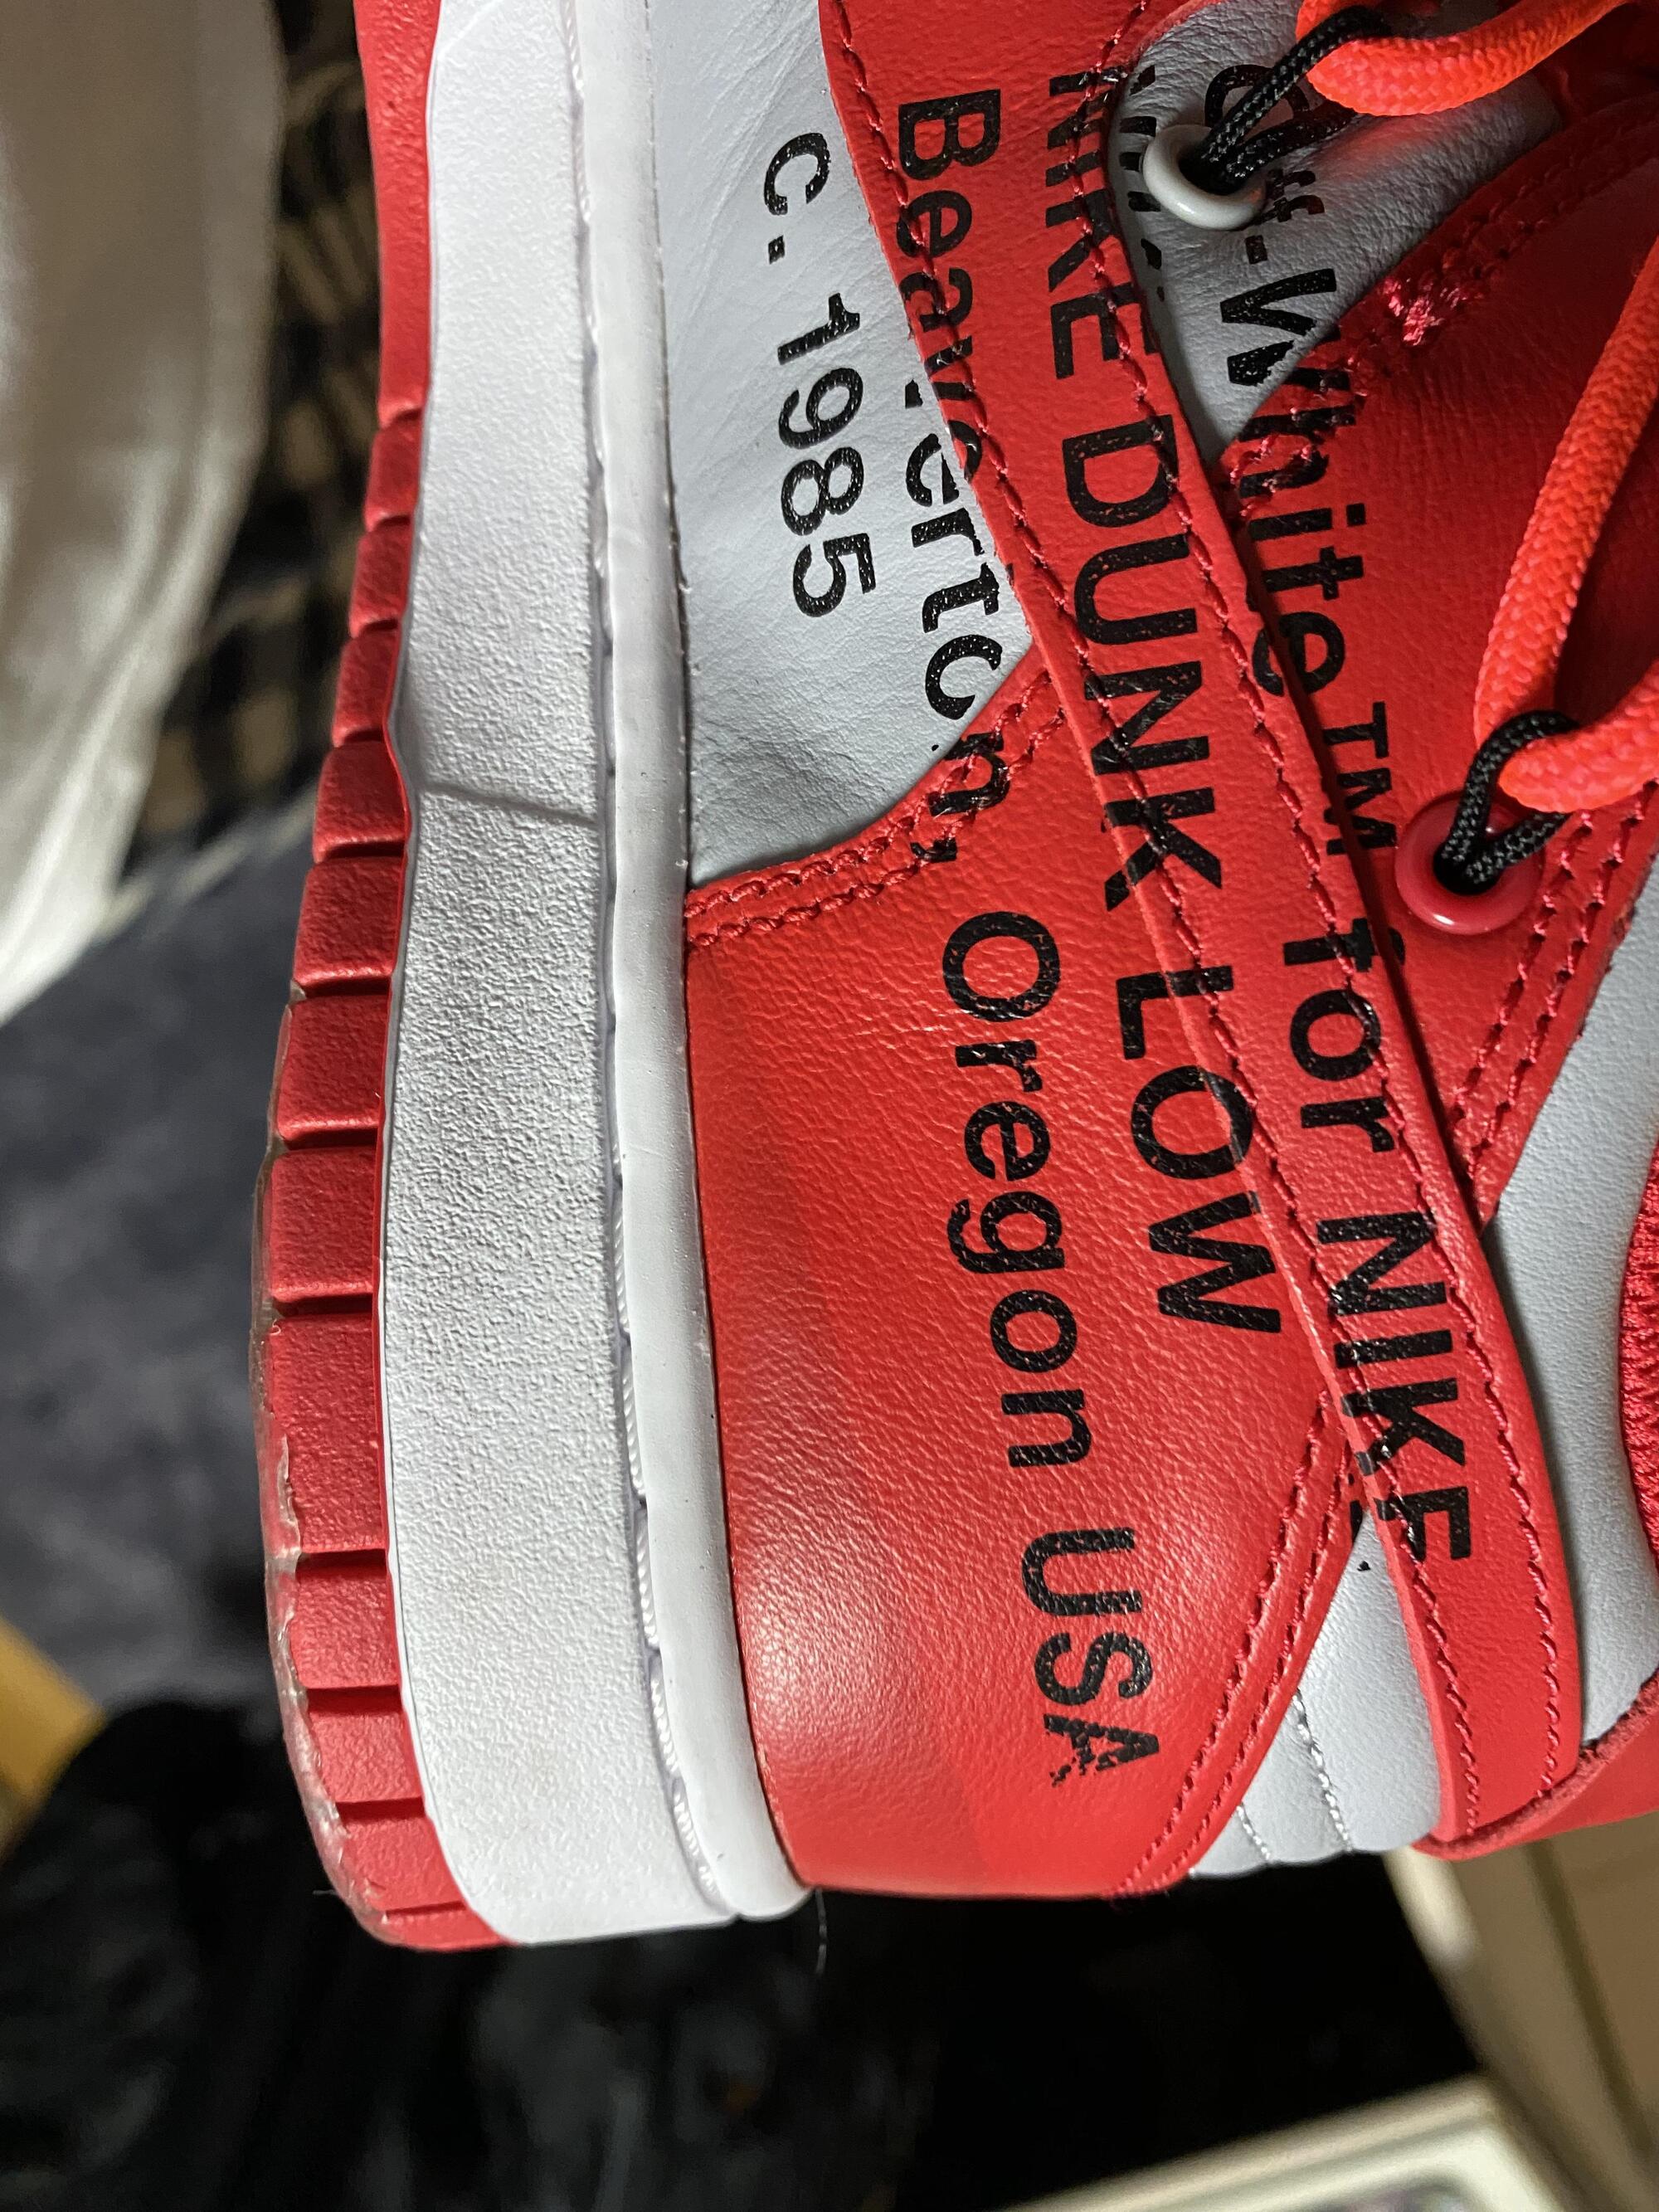 Off-White™ for NIKE
NIKE DUNK LOW
Beaverton, Oregon USA
c. 1985